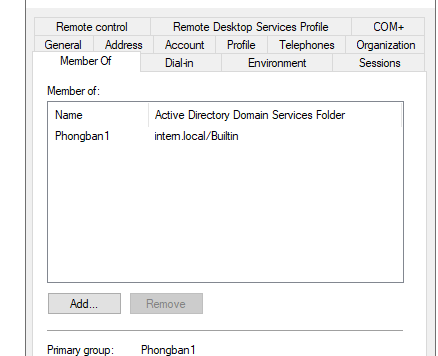 Remote control Remote Desktop Services Profile COM+
General Address Account Profile Telephones Organization
Member Of Dial-in Environment Sessions
Member of:
Name Active Directory Domain Services Folder
Phongban1 intern.local/Builtin
Add... Remove
Primary group: Phongban1